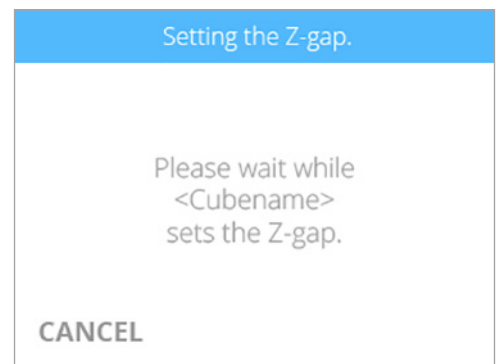 Setting the Z-gap.
Please wait while
<Cubename>
sets the Z-gap.
CANCEL